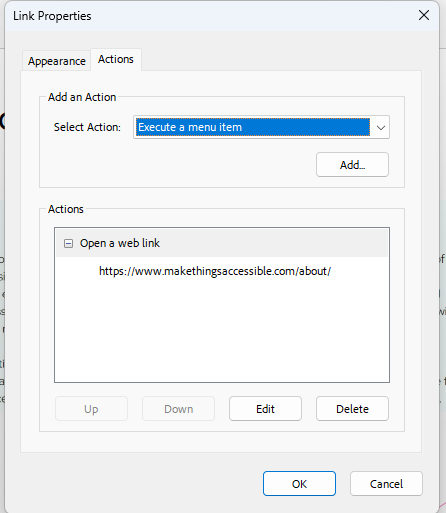 Link Properties
Appearance Actions
Add an Action
Select Action: Execute a menu item
Add...
Actions
Open a web link
https://www.makethingsaccessible.com/about/
Up Down Edit Delete
OK Cancel